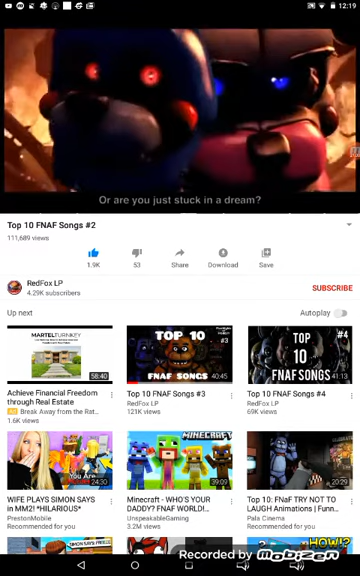 12:19
Or are you just stuck in a dream?
Top 10 FNAF Songs #2
111,689 views
1.9K
53
Share
Download
Save
RedFox LP
4.29K subscribers
SUBSCRIBE
Up next
Autoplay
MARTEL TURNKEY
58:40
Achieve Financial Freedom
through Real Estate
Ad Break Away from the Rat...
1.6K views
TOP 10
#3
FNAF SONGS
40:45
Top 10 FNAF Songs #3
RedFox LP
121K views
#4
TOP
10
FNAF SONGS
41:13
Top 10 FNAF Songs #4
RedFox LP
69K views
You Are
24:30
WIFE PLAYS SIMON SAYS
in MM2! *HILARIOUS*
PrestonMobile
Recommended for you
MINECRAFT
39:09
Minecraft - WHO'S YOUR
DADDY? FNAF WORLD!...
UnspeakableGaming
3.2M views
20:29
Top 10: FNaF TRY NOT TO
LAUGH Animations | Funn...
Pala Cinema
Recommended for you
HOW!?
Recorded by Mobizen